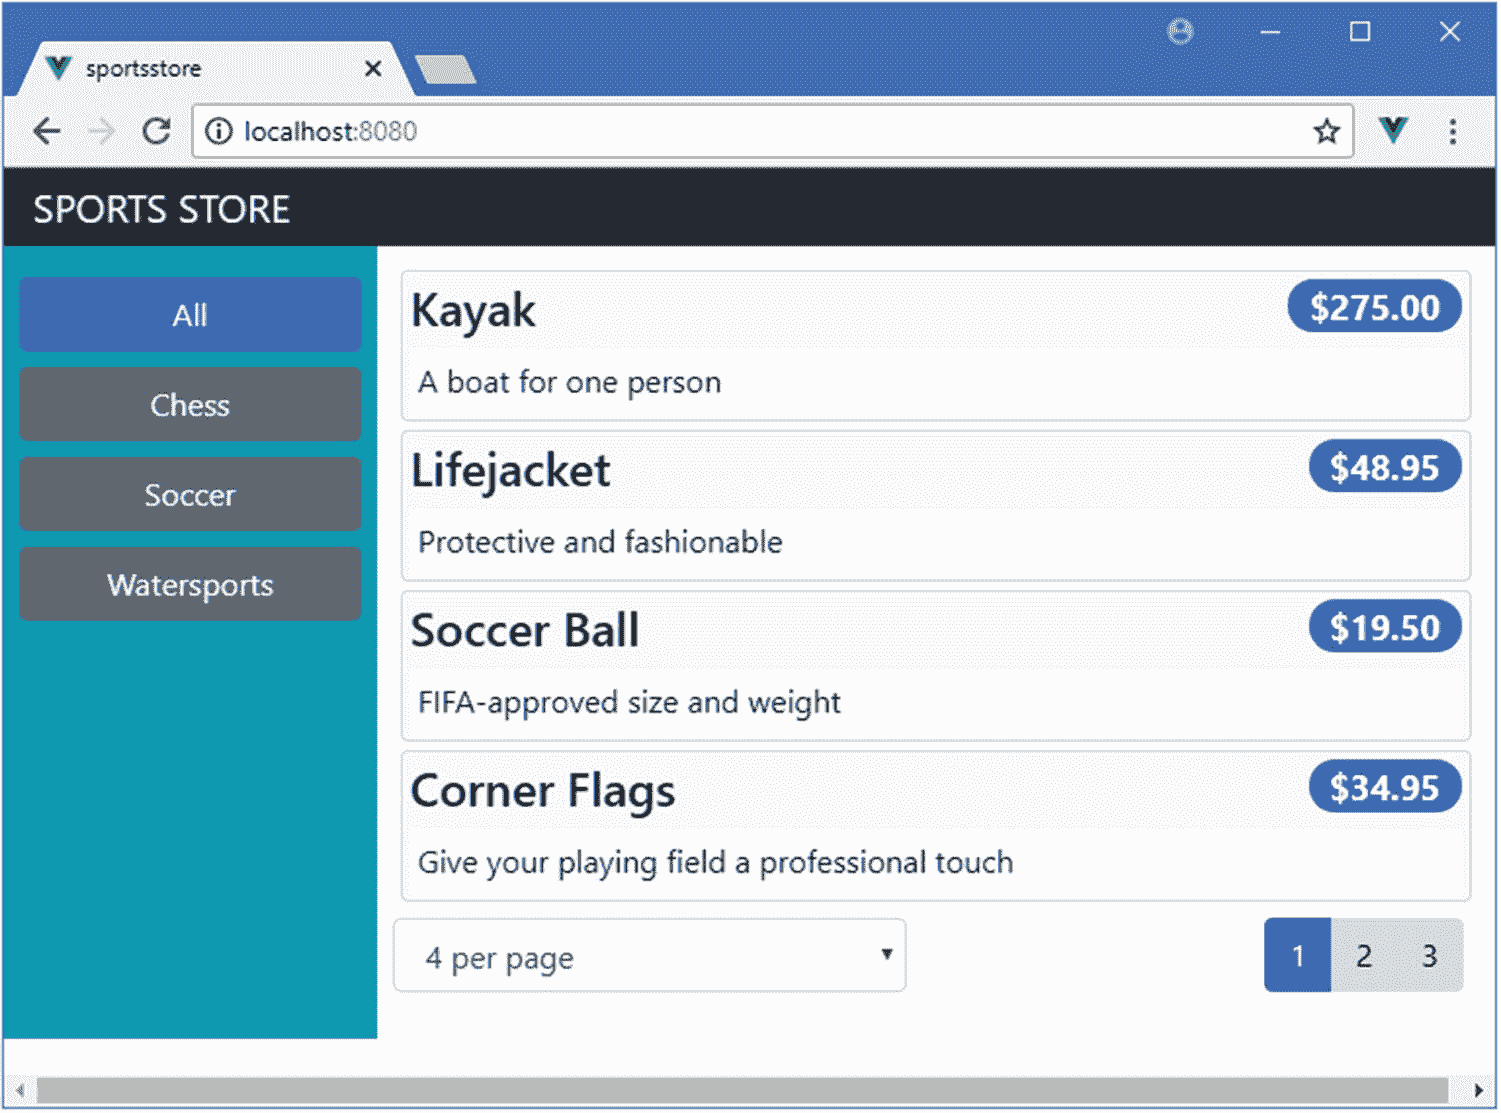 sportsstore
localhost:8080
SPORTS STORE
All
Chess
Soccer
Watersports
Kayak $275.00
A boat for one person
Lifejacket $48.95
Protective and fashionable
Soccer Ball $19.50
FIFA-approved size and weight
Corner Flags $34.95
Give your playing field a professional touch
4 per page 1 2 3